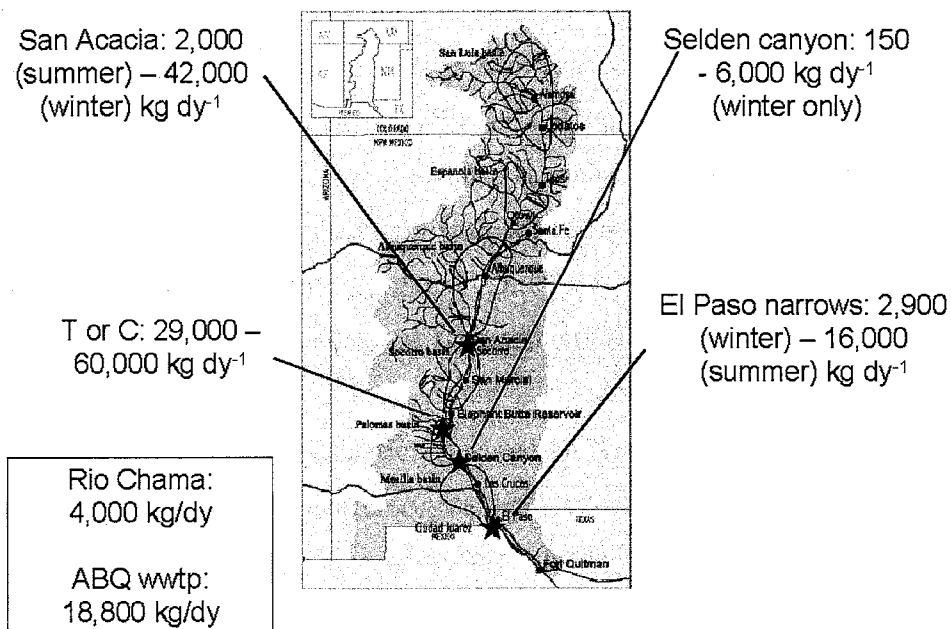 San Acacia: 2,000
(summer) – 42,000
(winter) kg dy-1
Selden canyon: 150
- 6,000 kg dy-1
(winter only)
T or C: 29,000 –
60,000 kg dy-1
El Paso narrows: 2,900
(winter) – 16,000
(summer) kg dy-1
Rio Chama:
4,000 kg/dy
ABQ wwtp:
18,800 kg/dy
San Luis basin
COLORADO
NEW MEXICO
ARIZONA
Espanola basin
Santa Fe
Albuquerque basin
Albuquerque
San Acacia
Socorro basin
Socorro
San Marcial
Elephant Butte Reservoir
Palomas basin
Selden Canyon
Mesilla basin
Las Cruces
El Paso
TEXAS
Ciudad Juarez
MEXICO
Fort Quitman